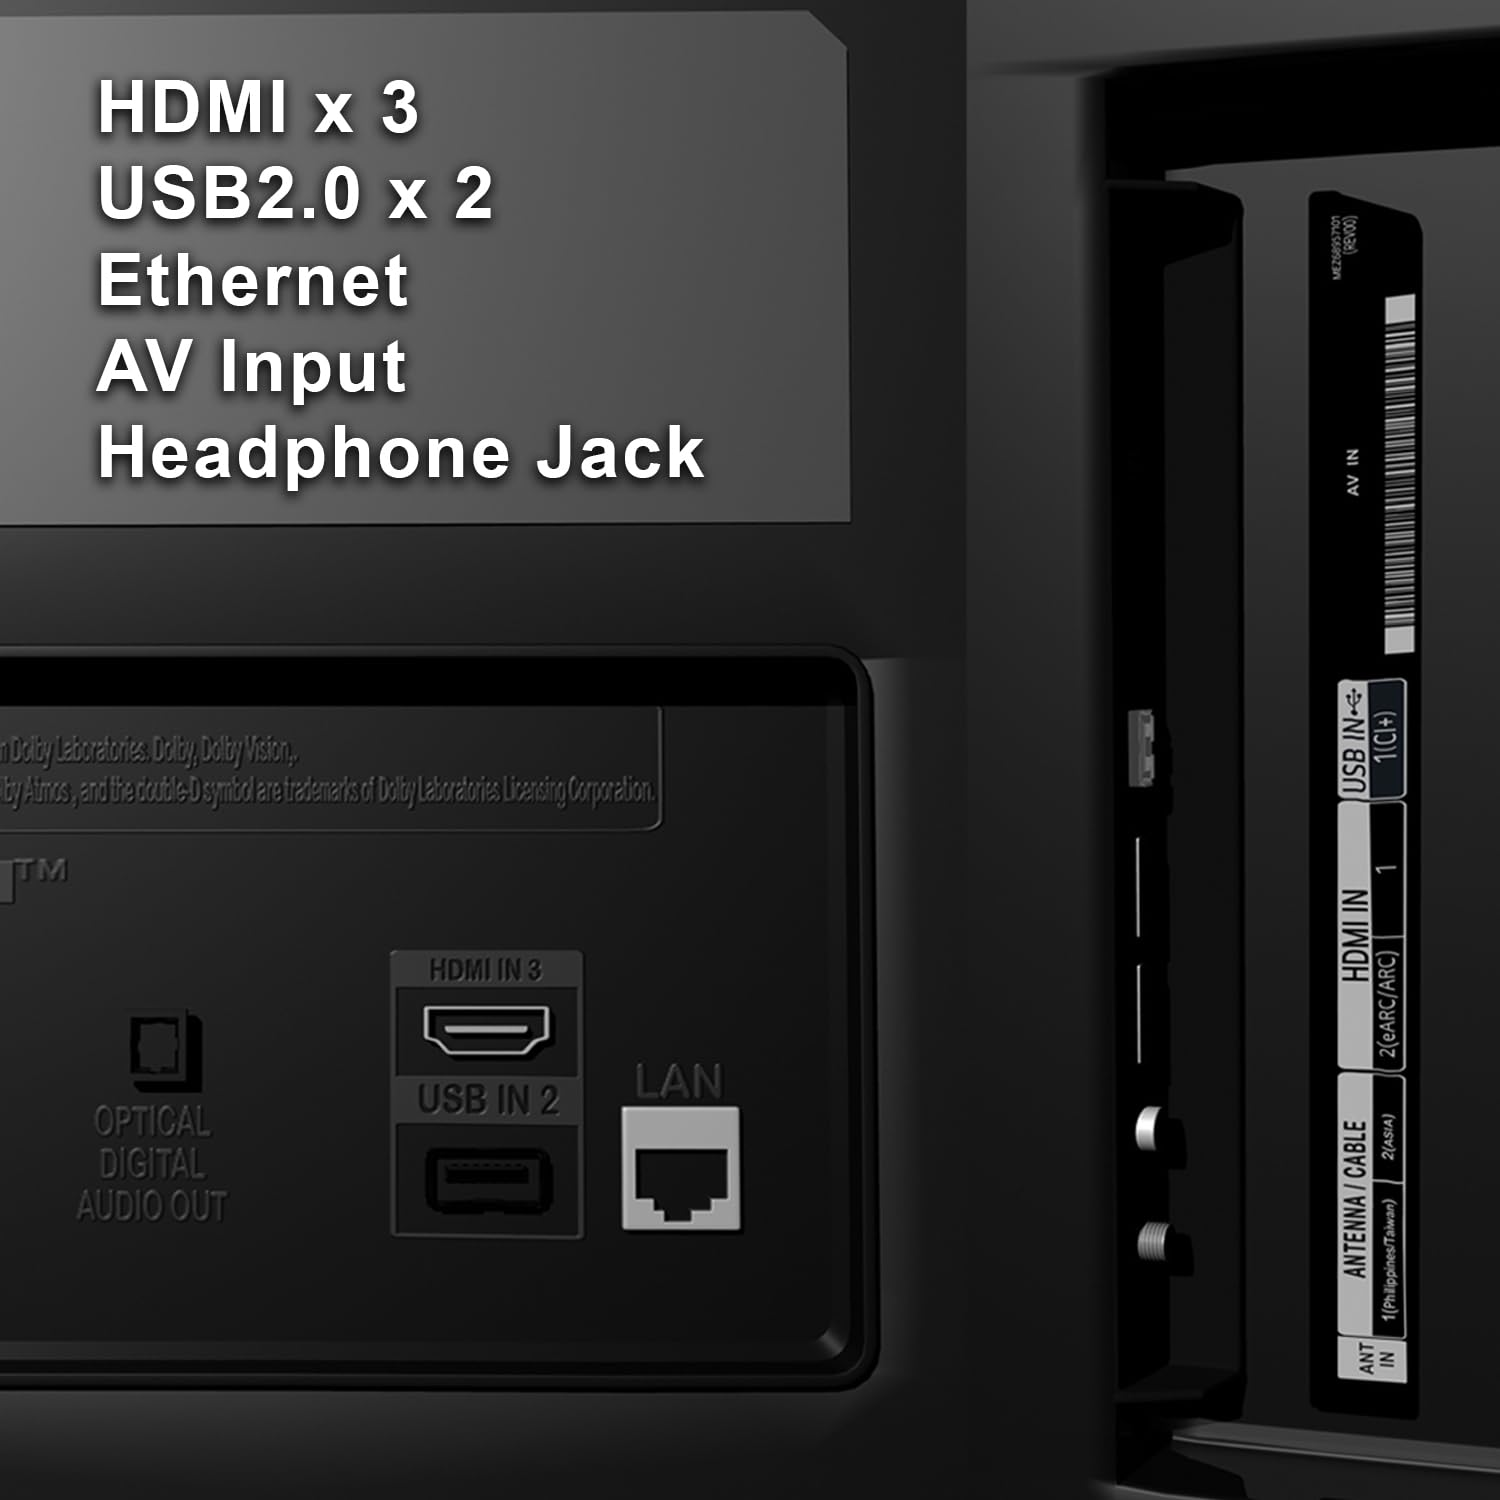 HDMI x 3
USB2.0 x 2
Ethernet
AV Input
Headphone Jack
Dolby Laboratories. Dolby, Dolby Vision,
Atmos, and the double-D symbol are trademarks of Dolby Laboratories Licensing Corporation.
TM
OPTICAL
DIGITAL
AUDIO OUT
HDMI IN 3
USB IN 2
LAN
MEZ68957101
(REV00)
AV IN
USB IN
1(CI+)
HDMI IN
1
2(eARC/ARC)
ANTENNA / CABLE
2(ASIA)
1(Philippines/Taiwan)
ANT
IN